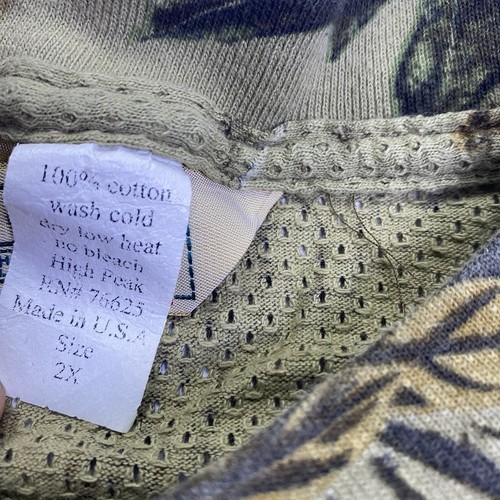 100% cotton
wash cold
dry low heat
no bleach
High Peak
RN# 76625
Made in U.S.A
Size
2X